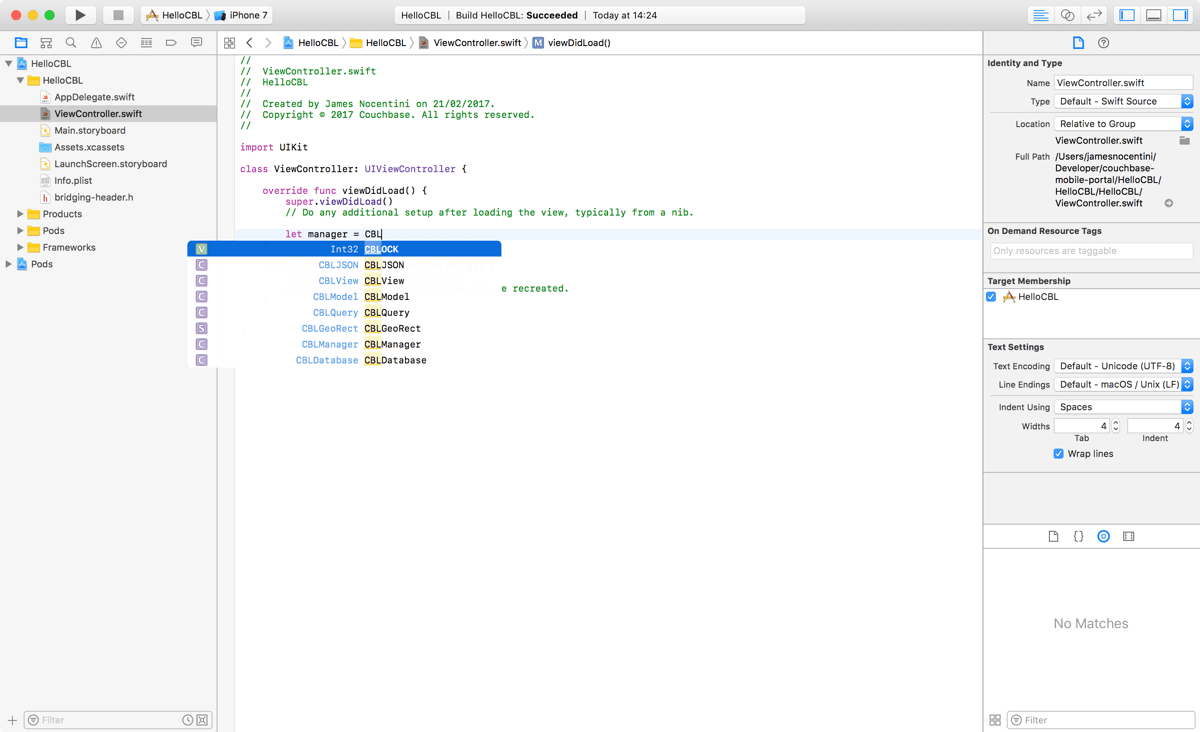 HelloCBL 〉 iPhone 7
HelloCBL | Build HelloCBL: Succeeded | Today at 14:24
HelloCBL 〉 HelloCBL 〉 ViewController.swift 〉 M viewDidLoad()
HelloCBL
HelloCBL
AppDelegate.swift
ViewController.swift
Main.storyboard
Assets.xcassets
LaunchScreen.storyboard
Info.plist
h bridging-header.h
Products
Pods
Frameworks
Pods
Filter
//
// ViewController.swift
// HelloCBL
//
// Created by James Nocentini on 21/02/2017.
// Copyright © 2017 Couchbase. All rights reserved.
//
import UIKit
class ViewController: UIViewController {
override func viewDidLoad() {
super.viewDidLoad()
// Do any additional setup after loading the view, typically from a nib.
let manager = CBL
V Int32 CBLOCK
C CBLJSON CBLJSON
C CBLView CBLView
e recreated.
C CBLModel CBLModel
C CBLQuery CBLQuery
S CBLGeoRect CBLGeoRect
C CBLManager CBLManager
C CBLDatabase CBLDatabase
Identity and Type
Name ViewController.swift
Type Default - Swift Source
Location Relative to Group
ViewController.swift
Full Path /Users/jamesnocentini/
Developer/couchbase-
mobile-portal/HelloCBL/
HelloCBL/HelloCBL/
ViewController.swift
On Demand Resource Tags
Only resources are taggable
Target Membership
HelloCBL
Text Settings
Text Encoding Default - Unicode (UTF-8)
Line Endings Default - macOS / Unix (LF)
Indent Using Spaces
Widths 4 4
Tab Indent
Wrap lines
{}
No Matches
Filter